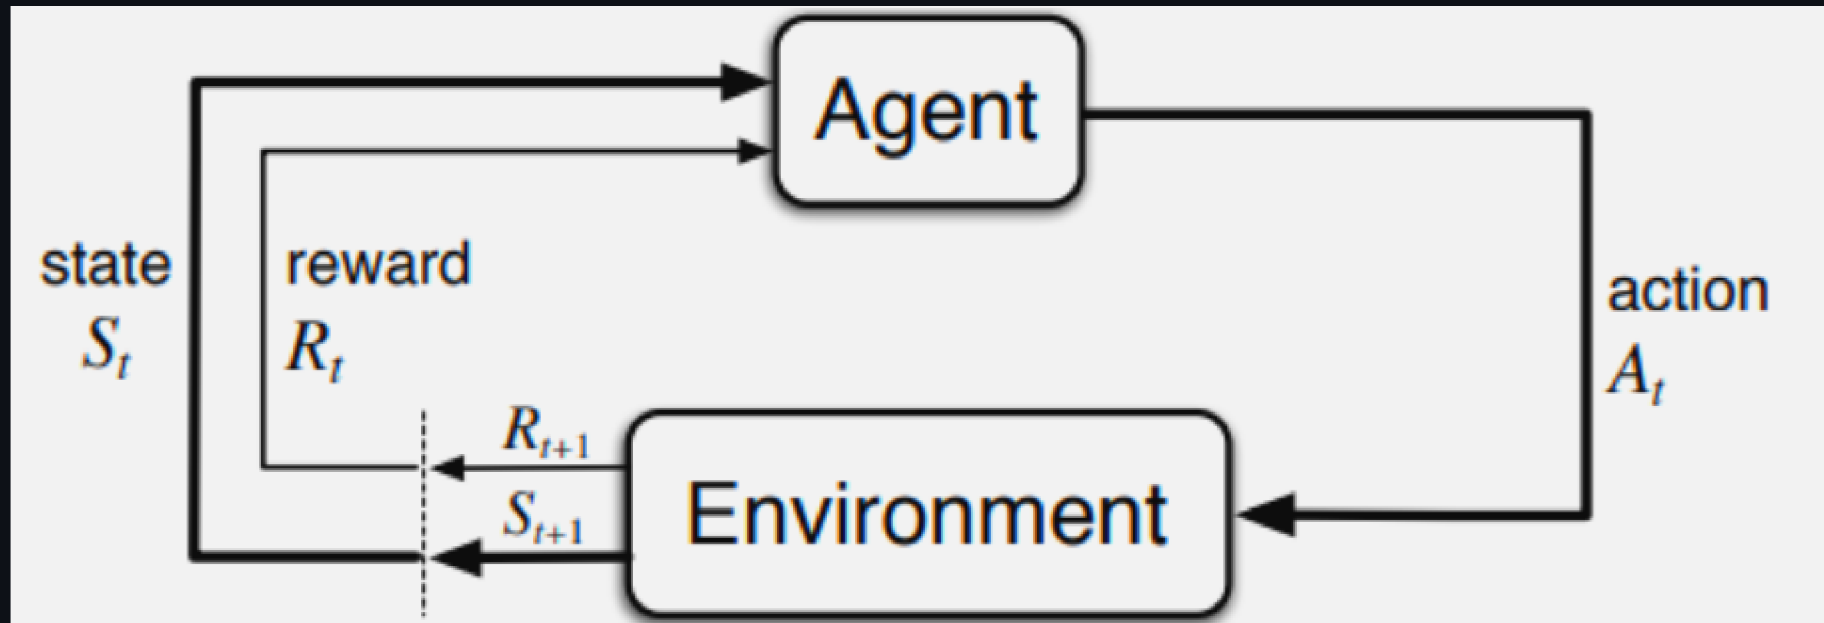 Agent
state
S_t
reward
R_t
action
A_t
R_{t+1}
S_{t+1}
Environment